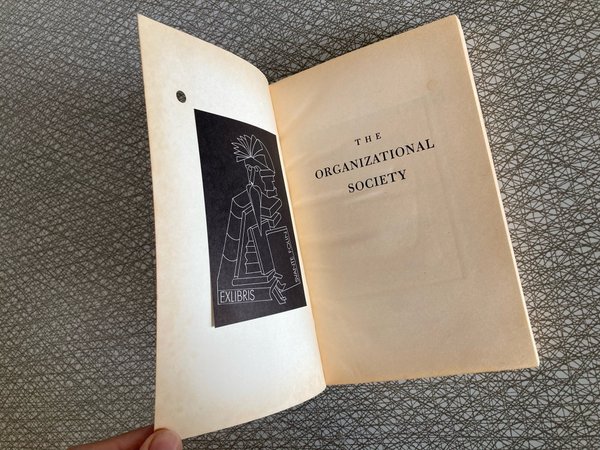 EXLIBRIS
THE
ORGANIZATIONAL
SOCIETY